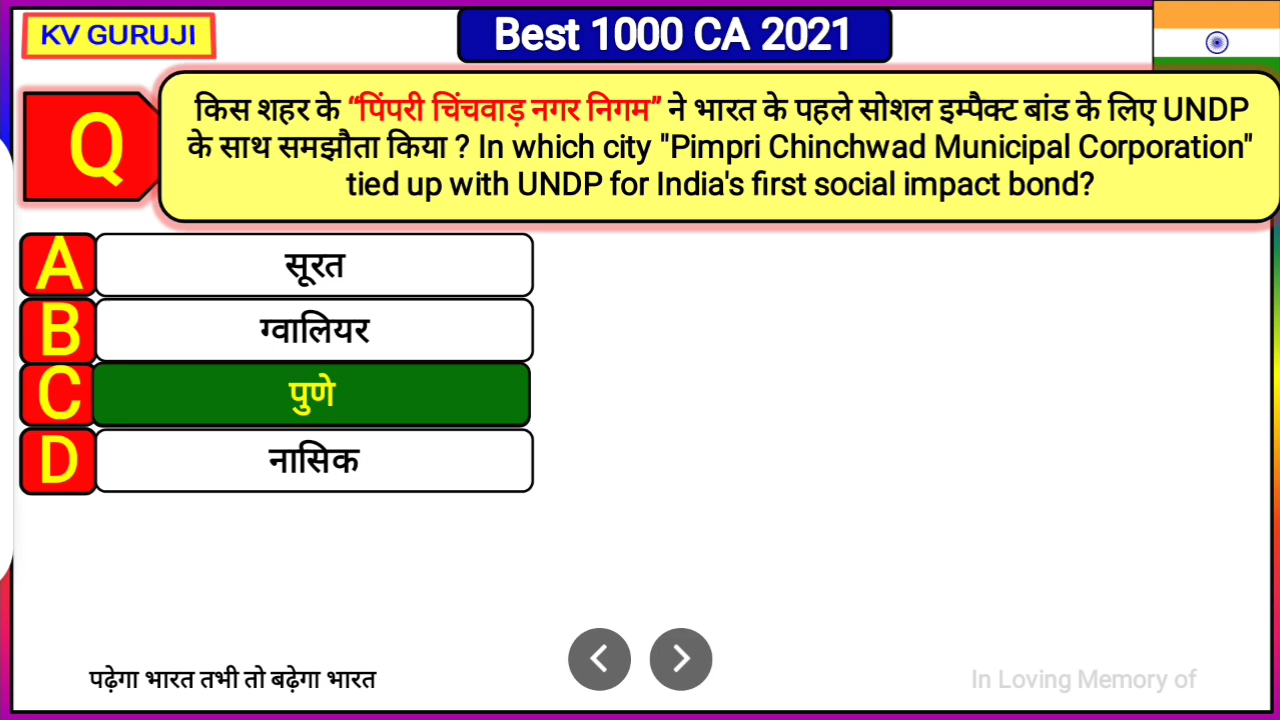 KV GURUJI
Best 1000 CA 2021
Q
किस शहर के “पिंपरी चिंचवाड़ नगर निगम” ने भारत के पहले सोशल इम्पैक्ट बांड के लिए UNDP
के साथ समझौता किया ? In which city "Pimpri Chinchwad Municipal Corporation"
tied up with UNDP for India's first social impact bond?
A सूरत
B ग्वालियर
C पुणे
D नासिक
पढ़ेगा भारत तभी तो बढ़ेगा भारत
In Loving Memory of